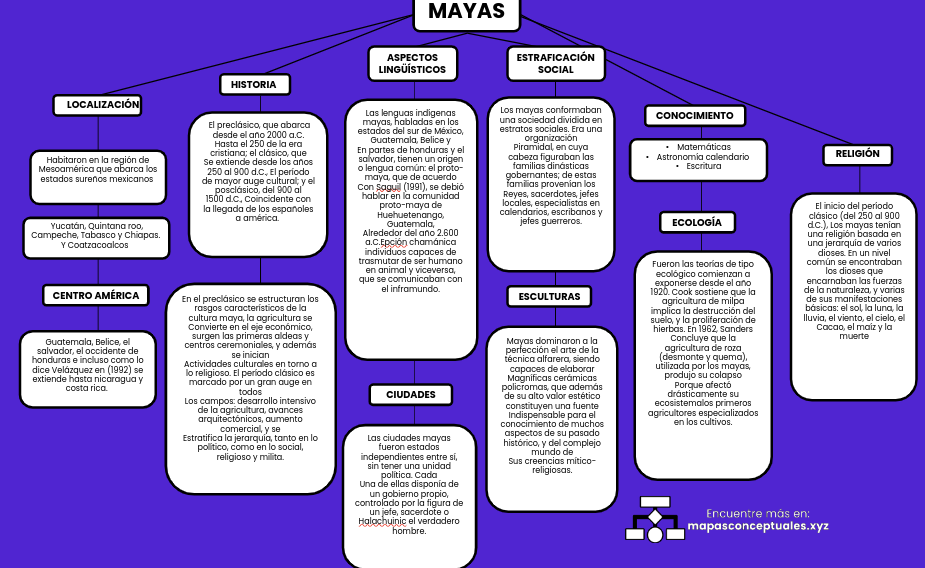 MAYAS
LOCALIZACIÓN
Habitaron en la región de
Mesoamérica que abarca los
estados sureños mexicanos
Yucatán, Quintana roo,
Campeche, Tabasco y Chiapas.
Y Coatzacoalcos
CENTRO AMÉRICA
Guatemala, Belice, el
salvador, el occidente de
honduras e incluso como lo
dice Velázquez en (1992) se
extiende hasta nicaragua y
costa rica.
HISTORIA
El preclásico, que abarca
desde el año 2000 a.C.
Hasta el 250 de la era
cristiana; el clásico, que
Se extiende desde los años
250 al 900 d.C., El periodo
de mayor auge cultural; y el
posclásico, del 900 al
1500 d.C., Coincidente con
la llegada de los españoles
a américa.
En el preclásico se estructuran los
rasgos característicos de la
cultura maya, la agricultura se
Convierte en el eje económico,
surgen las primeras aldeas y
centros ceremoniales, y además
se inician
Actividades culturales en torno a
lo religioso. El periodo clásico es
marcado por un gran auge en
todos
Los campos: desarrollo intensivo
de la agricultura, avances
arquitectónicos, aumento
comercial, y se
Estratifica la jerarquía, tanto en lo
político, como en lo social,
religioso y milita.
ASPECTOS
LINGÜÍSTICOS
Las lenguas indígenas
mayas, habladas en los
estados del sur de México,
Guatemala, Belice y
En partes de honduras y el
salvador, tienen un origen
o lengua común: el proto-
maya, que de acuerdo
Con Saguil (1991), se debió
hablar en la comunidad
proto-maya de
Huehuetenango,
Guatemala,
Alrededor del año 2.600
a.C.Epción chamánica
individuos capaces de
trasmutar de ser humano
en animal y viceversa,
que se comunicaban con
el inframundo.
CIUDADES
Las ciudades mayas
fueron estados
independientes entre sí,
sin tener una unidad
política. Cada
Una de ellas disponía de
un gobierno propio,
controlado por la figura de
un jefe, sacerdote o
Halachuinic el verdadero
hombre.
ESTRAFICACIÓN
SOCIAL
Los mayas conformaban
una sociedad dividida en
estratos sociales. Era una
organización
Piramidal, en cuya
cabeza figuraban las
familias dinásticas
gobernantes; de estas
familias provenían los
Reyes, sacerdotes, jefes
locales, especialistas en
calendarios, escribanos y
jefes guerreros.
ESCULTURAS
Mayas dominaron a la
perfección el arte de la
técnica alfarera, siendo
capaces de elaborar
Magníficas cerámicas
policromas, que además
de su alto valor estético
constituyen una fuente
Indispensable para el
conocimiento de muchos
aspectos de su pasado
histórico, y del complejo
mundo de
Sus creencias mítico-
religiosas.
CONOCIMIENTO
• Matemáticas
• Astronomía calendario
• Escritura
ECOLOGÍA
Fueron las teorías de tipo
ecológico comienzan a
exponerse desde el año
1920. Cook sostiene que la
agricultura de milpa
implica la destrucción del
suelo, y la proliferación de
hierbas. En 1962, Sanders
Concluye que la
agricultura de roza
(desmonte y quema),
utilizada por los mayas,
produjo su colapso
Porque afectó
drásticamente su
ecosistemalos primeros
agricultores especializados
en los cultivos.
RELIGIÓN
El inicio del periodo
clásico (del 250 al 900
d.C.), Los mayas tenían
una religión basada en
una jerarquía de varios
dioses. En un nivel
común se encontraban
los dioses que
encarnaban las fuerzas
de la naturaleza, y varias
de sus manifestaciones
básicas: el sol, la luna, la
lluvia, el viento, el cielo, el
Cacao, el maíz y la
muerte
Encuentre más en:
mapasconceptuales.xyz